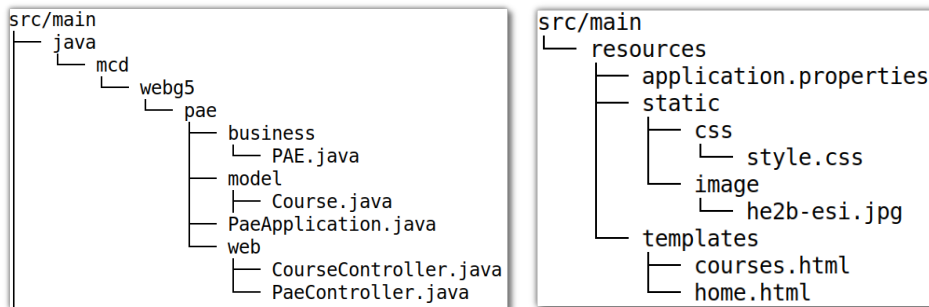 src/main
java
mcd
webg5
pae
business
PAE.java
model
Course.java
PaeApplication.java
web
CourseController.java
PaeController.java
src/main
resources
application.properties
static
css
style.css
image
he2b-esi.jpg
templates
courses.html
home.html